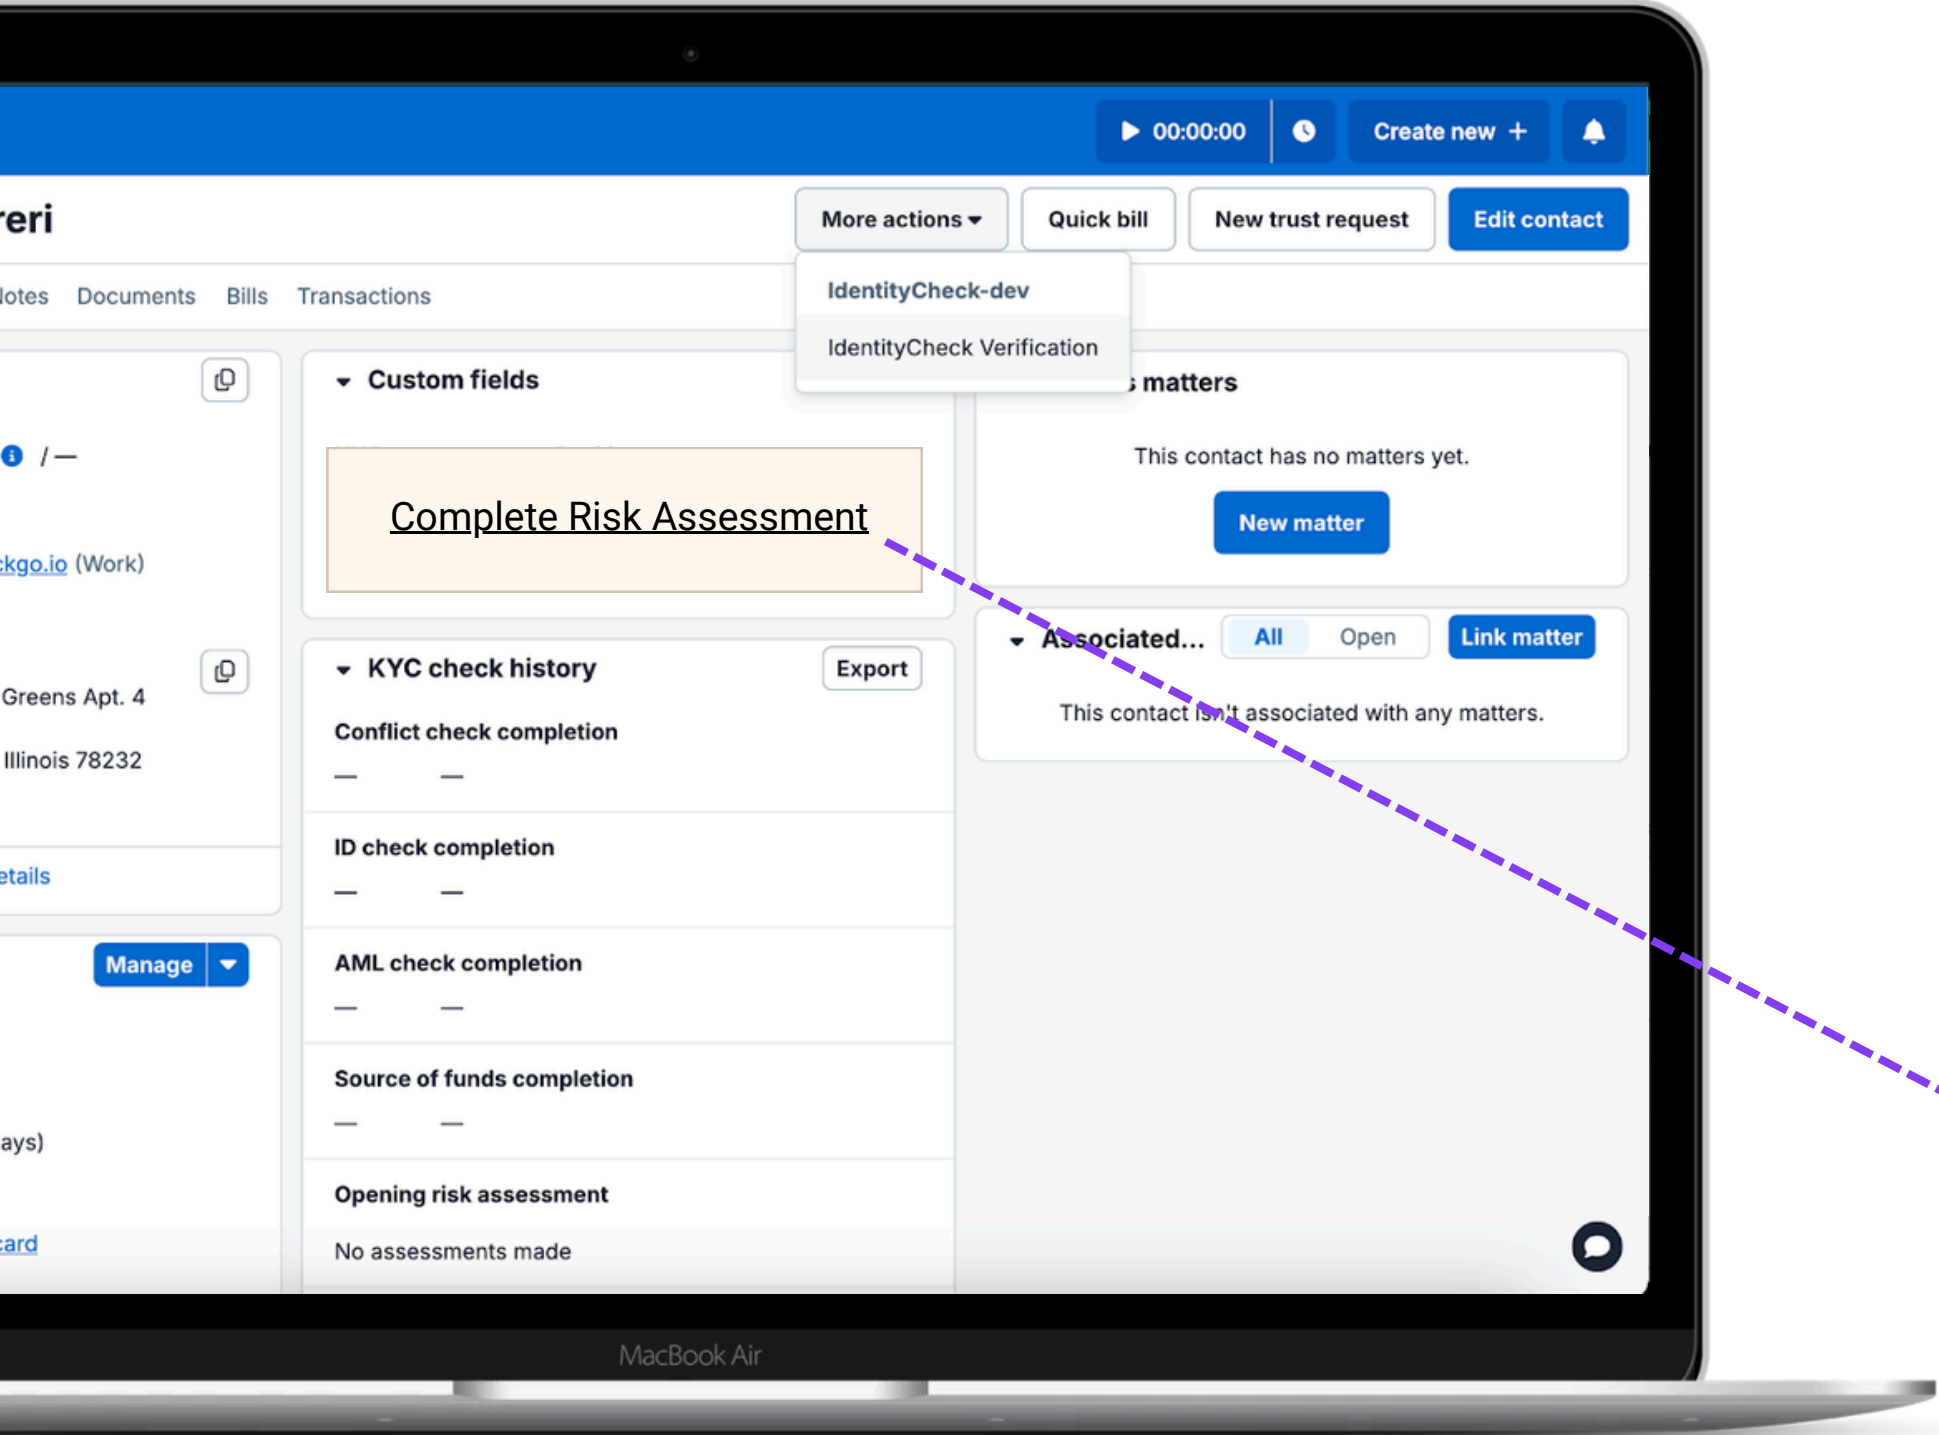 00:00:00
Create new +
reri
More actions
Quick bill
New trust request
Edit contact
IdentityCheck-dev
IdentityCheck Verification
Notes Documents Bills Transactions
Custom fields
matters
/ —
Complete Risk Assessment
This contact has no matters yet.
New matter
ckgo.io (Work)
Associated...
All
Open
Link matter
This contact isn't associated with any matters.
KYC check history
Export
Greens Apt. 4
Illinois 78232
Conflict check completion
— —
ID check completion
— —
etails
Manage
AML check completion
— —
Source of funds completion
— —
ays)
Opening risk assessment
No assessments made
card
MacBook Air